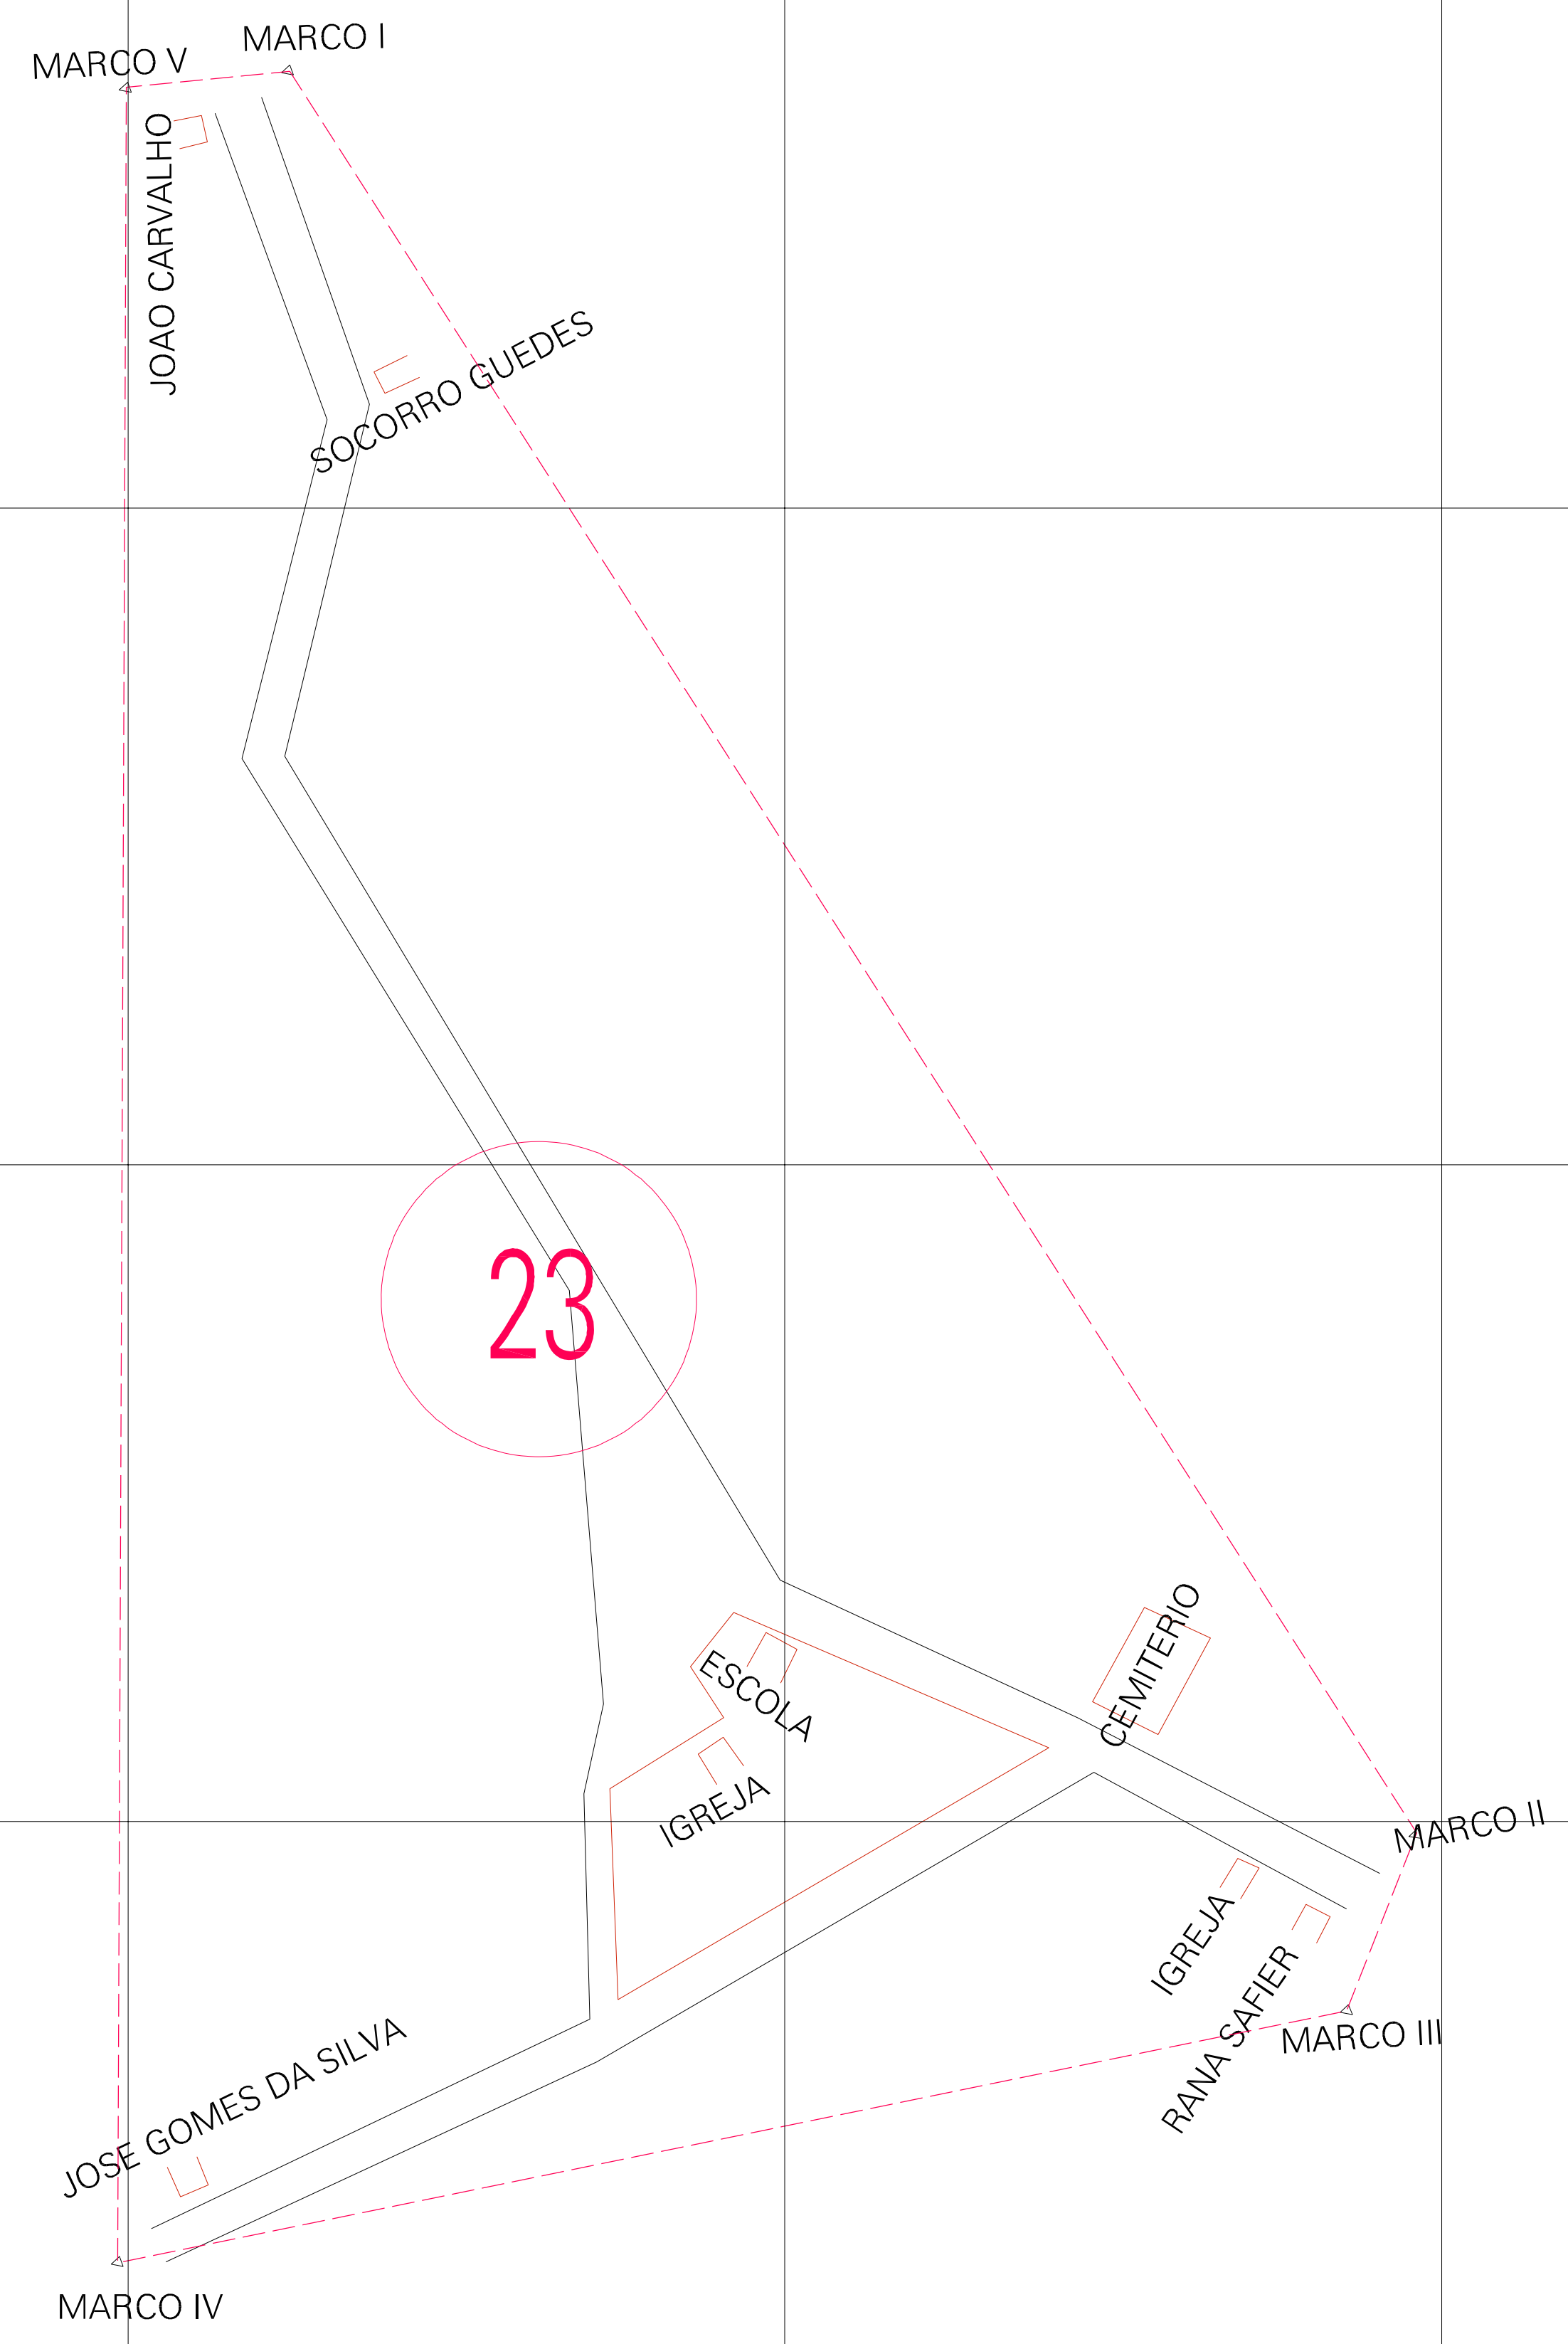 MARCO I
MARCO V
JOAO CARVALHO
SOCORRO GUEDES
23
CEMITERIO
ESCOLA
IGREJA
MARCO II
IGREJA
RANA SAFIER
MARCO III
JOSE GOMES DA SILVA
MARCO IV